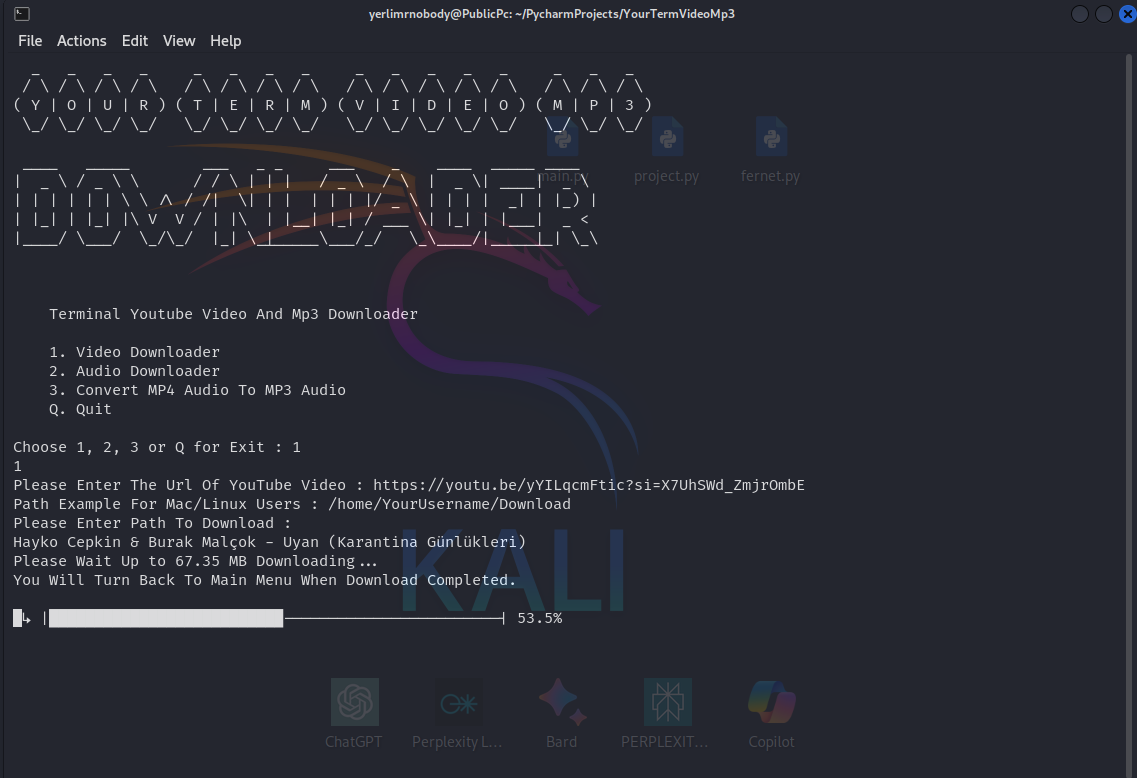 yerlimrnobody@PublicPc: ~/PycharmProjects/YourTermVideoMp3
File Actions Edit View Help
( Y | O | U | R ) ( T | E | R | M ) ( V | I | D | E | O ) ( M | P | 3 )
main.py project.py fernet.py
DOWNLOADER
Terminal Youtube Video And Mp3 Downloader
1. Video Downloader
2. Audio Downloader
3. Convert MP4 Audio To MP3 Audio
Q. Quit
Choose 1, 2, 3 or Q for Exit : 1
1
Please Enter The Url Of YouTube Video : https://youtu.be/yYILqcmFtic?si=X7UhSWd_ZmjrOmbE
Path Example For Mac/Linux Users : /home/YourUsername/Download
Please Enter Path To Download :
Hayko Cepkin & Burak Malçok - Uyan (Karantina Günlükleri)
Please Wait Up to 67.35 MB Downloading...
You Will Turn Back To Main Menu When Download Completed.
KALI
53.5%
ChatGPT Perplexity L... Bard PERPLEXIT... Copilot